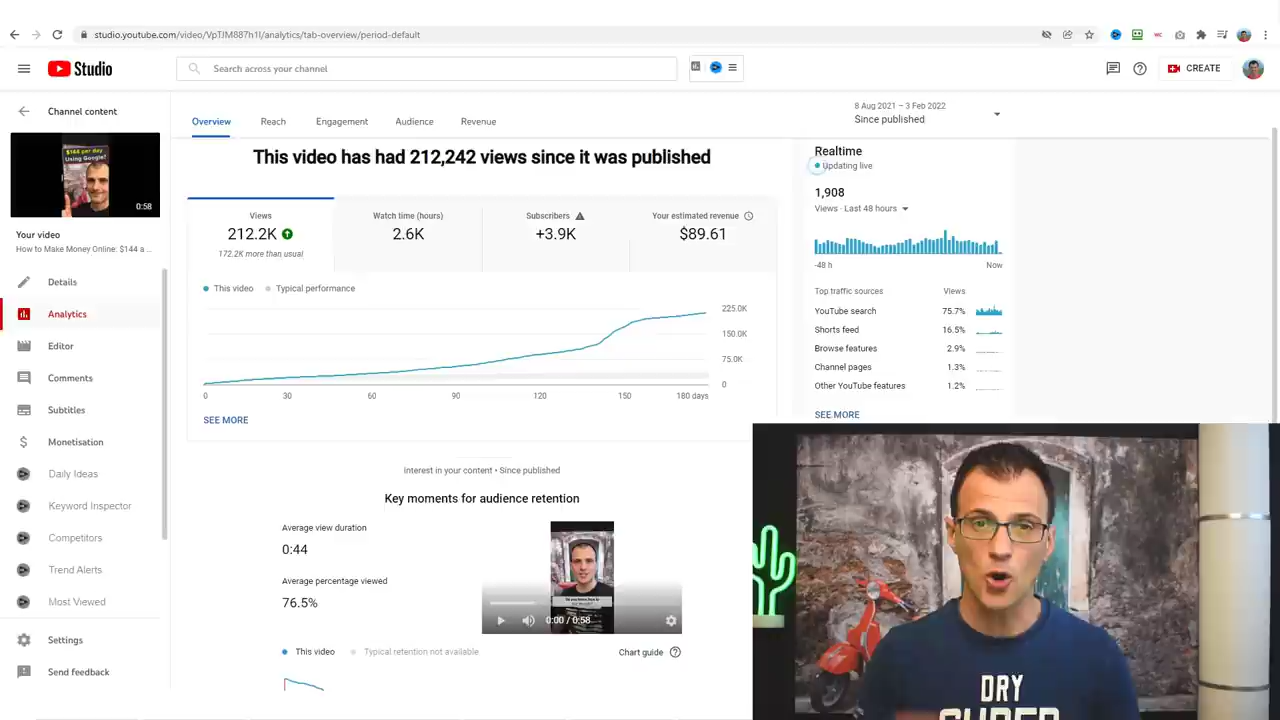 studio.youtube.com/video/VpTJM887h1I/analytics/tab-overview/period-default
Studio
Search across your channel
CREATE
Channel content
$144 per day
Using Google!
0:58
Your video
How to Make Money Online: $144 a ...
Details
Analytics
Editor
Comments
Subtitles
Monetisation
Daily Ideas
Keyword Inspector
Competitors
Trend Alerts
Most Viewed
Settings
Send feedback
Overview
Reach
Engagement
Audience
Revenue
8 Aug 2021 – 3 Feb 2022
Since published
This video has had 212,242 views since it was published
Views
212.2K
172.2K more than usual
Watch time (hours)
2.6K
Subscribers
+3.9K
Your estimated revenue
$89.61
This video
Typical performance
225.0K
150.0K
75.0K
0
0 30 60 90 120 150 180 days
SEE MORE
Interest in your content • Since published
Key moments for audience retention
Average view duration
0:44
Average percentage viewed
76.5%
0:00 / 0:58
This video
Typical retention not available
Chart guide
Realtime
Updating live
1,908
Views · Last 48 hours
-48 h Now
Top traffic sources Views
YouTube search 75.7%
Shorts feed 16.5%
Browse features 2.9%
Channel pages 1.3%
Other YouTube features 1.2%
SEE MORE
DRY
SUPER